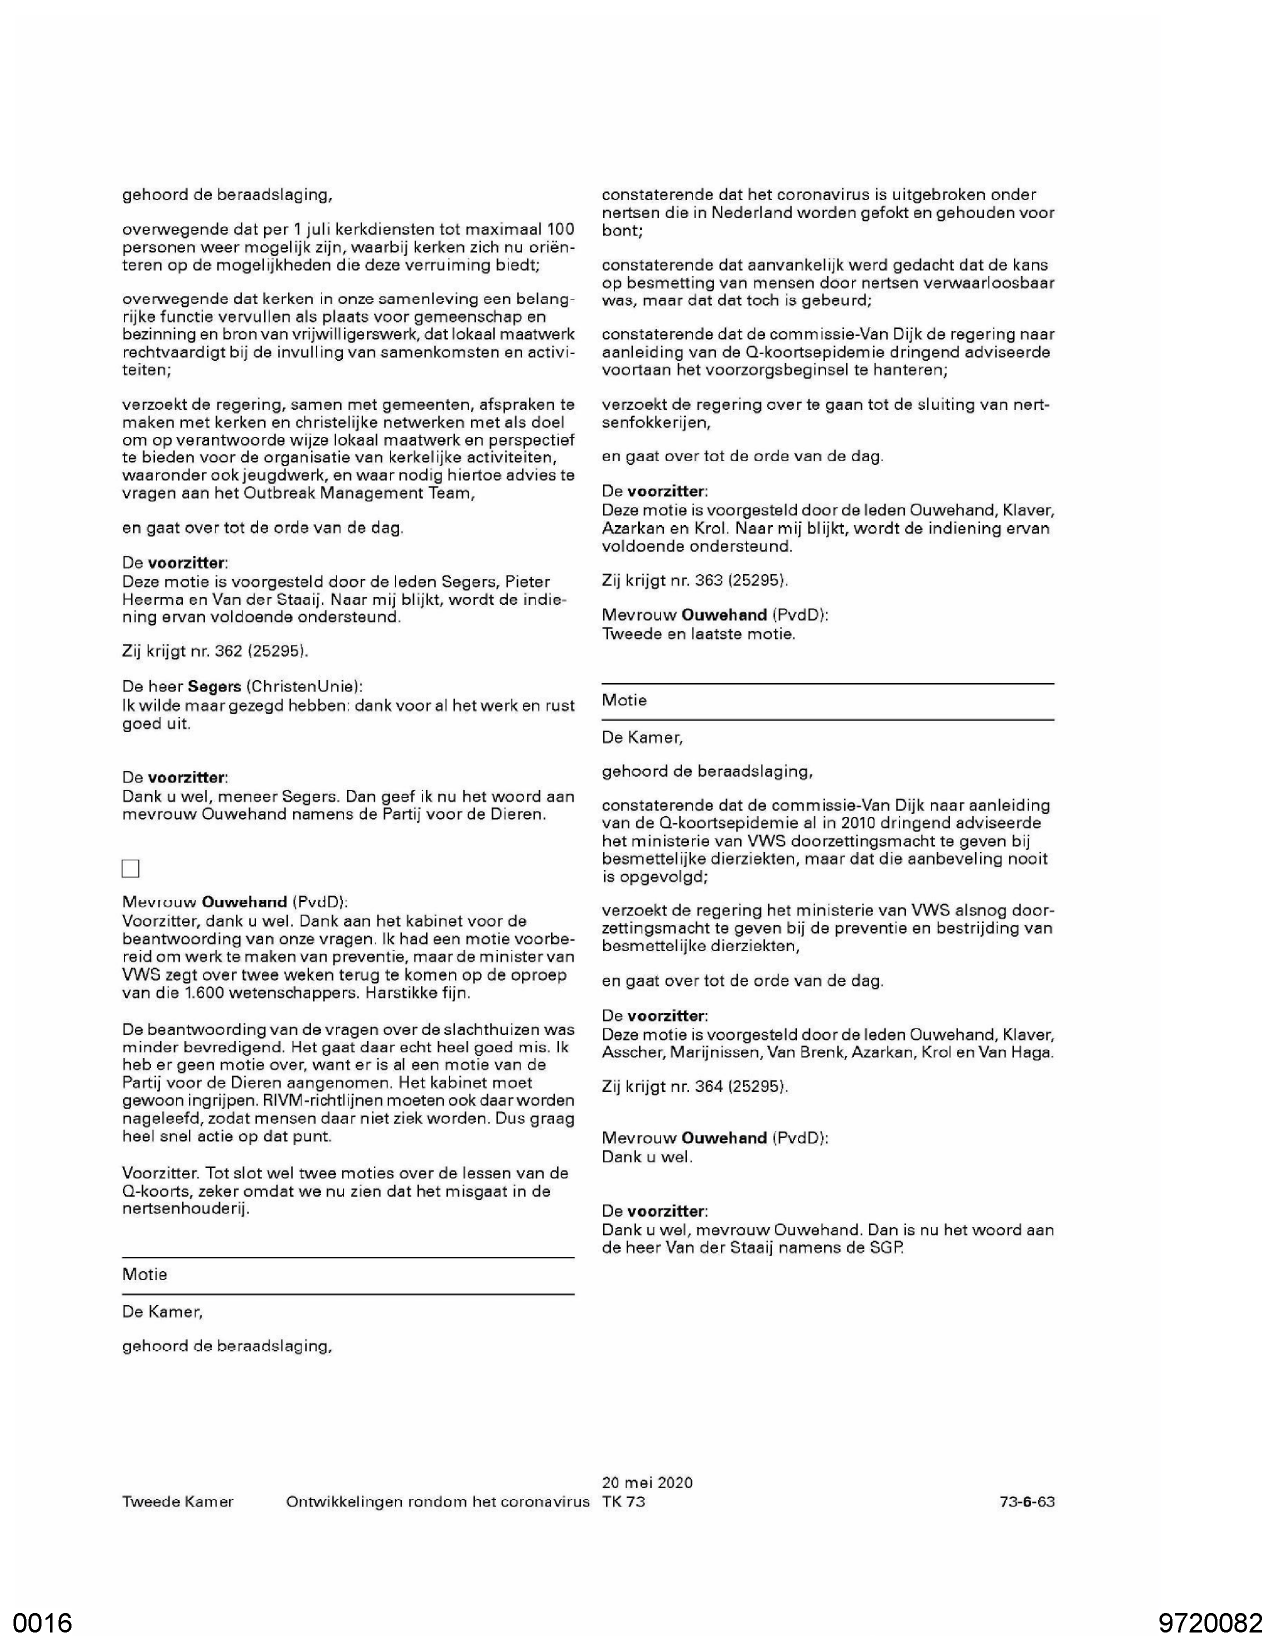 gehoord de beraadslaging,
overwegende dat per 1 juli kerkdiensten tot maximaal 100
personen weer mogelijk zijn, waarbij kerken zich nu oriën-
teren op de mogelijkheden die deze verruiming biedt;
overwegende dat kerken in onze samenleving een belang-
rijke functie vervullen als plaats voor gemeenschap en
bezinning en bron van vrijwilligerswerk, dat lokaal maatwerk
rechtvaardigt bij de invulling van samenkomsten en activi-
teiten;
verzoekt de regering, samen met gemeenten, afspraken te
maken met kerken en christelijke netwerken met als doel
om op verantwoorde wijze lokaal maatwerk en perspectief
te bieden voor de organisatie van kerkelijke activiteiten,
waaronder ook jeugdwerk, en waar nodig hiertoe advies te
vragen aan het Outbreak Management Team,
en gaat over tot de orde van de dag.
De voorzitter:
Deze motie is voorgesteld door de leden Segers, Pieter
Heerma en Van der Staaij. Naar mij blijkt, wordt de indie-
ning ervan voldoende ondersteund.
Zij krijgt nr. 362 (25295).
De heer Segers (ChristenUnie):
Ik wilde maar gezegd hebben: dank voor al het werk en rust
goed uit.
De voorzitter:
Dank u wel, meneer Segers. Dan geef ik nu het woord aan
mevrouw Ouwehand namens de Partij voor de Dieren.
Mevrouw Ouwehand (PvdD):
Voorzitter, dank u wel. Dank aan het kabinet voor de
beantwoording van onze vragen. Ik had een motie voorbe-
reid om werk te maken van preventie, maar de minister van
VWS zegt over twee weken terug te komen op de oproep
van die 1.600 wetenschappers. Harstikke fijn.
De beantwoording van de vragen over de slachthuizen was
minder bevredigend. Het gaat daar echt heel goed mis. Ik
heb er geen motie over, want er is al een motie van de
Partij voor de Dieren aangenomen. Het kabinet moet
gewoon ingrijpen. RIVM-richtlijnen moeten ook daar worden
nageleefd, zodat mensen daar niet ziek worden. Dus graag
heel snel actie op dat punt.
Voorzitter. Tot slot wel twee moties over de lessen van de
Q-koorts, zeker omdat we nu zien dat het misgaat in de
nertsenhouderij.
Motie
De Kamer,
gehoord de beraadslaging,
constaterende dat het coronavirus is uitgebroken onder
nertsen die in Nederland worden gefokt en gehouden voor
bont;
constaterende dat aanvankelijk werd gedacht dat de kans
op besmetting van mensen door nertsen verwaarloosbaar
was, maar dat dat toch is gebeurd;
constaterende dat de commissie-Van Dijk de regering naar
aanleiding van de Q-koortsepidemie dringend adviseerde
voortaan het voorzorgsbeginsel te hanteren;
verzoekt de regering over te gaan tot de sluiting van nert-
senfokkerijen,
en gaat over tot de orde van de dag.
De voorzitter:
Deze motie is voorgesteld door de leden Ouwehand, Klaver,
Azarkan en Krol. Naar mij blijkt, wordt de indiening ervan
voldoende ondersteund.
Zij krijgt nr. 363 (25295).
Mevrouw Ouwehand (PvdD):
Tweede en laatste motie.
Motie
De Kamer,
gehoord de beraadslaging,
constaterende dat de commissie-Van Dijk naar aanleiding
van de Q-koortsepidemie al in 2010 dringend adviseerde
het ministerie van VWS doorzettingsmacht te geven bij
besmettelijke dierziekten, maar dat die aanbeveling nooit
is opgevolgd;
verzoekt de regering het ministerie van VWS alsnog door-
zettingsmacht te geven bij de preventie en bestrijding van
besmettelijke dierziekten,
en gaat over tot de orde van de dag.
De voorzitter:
Deze motie is voorgesteld door de leden Ouwehand, Klaver,
Asscher, Marijnissen, Van Brenk, Azarkan, Krol en Van Haga.
Zij krijgt nr. 364 (25295).
Mevrouw Ouwehand (PvdD):
Dank u wel.
De voorzitter:
Dank u wel, mevrouw Ouwehand. Dan is nu het woord aan
de heer Van der Staaij namens de SGP.
20 mei 2020
Tweede Kamer Ontwikkelingen rondom het coronavirus TK 73 73-6-63
0016 9720082